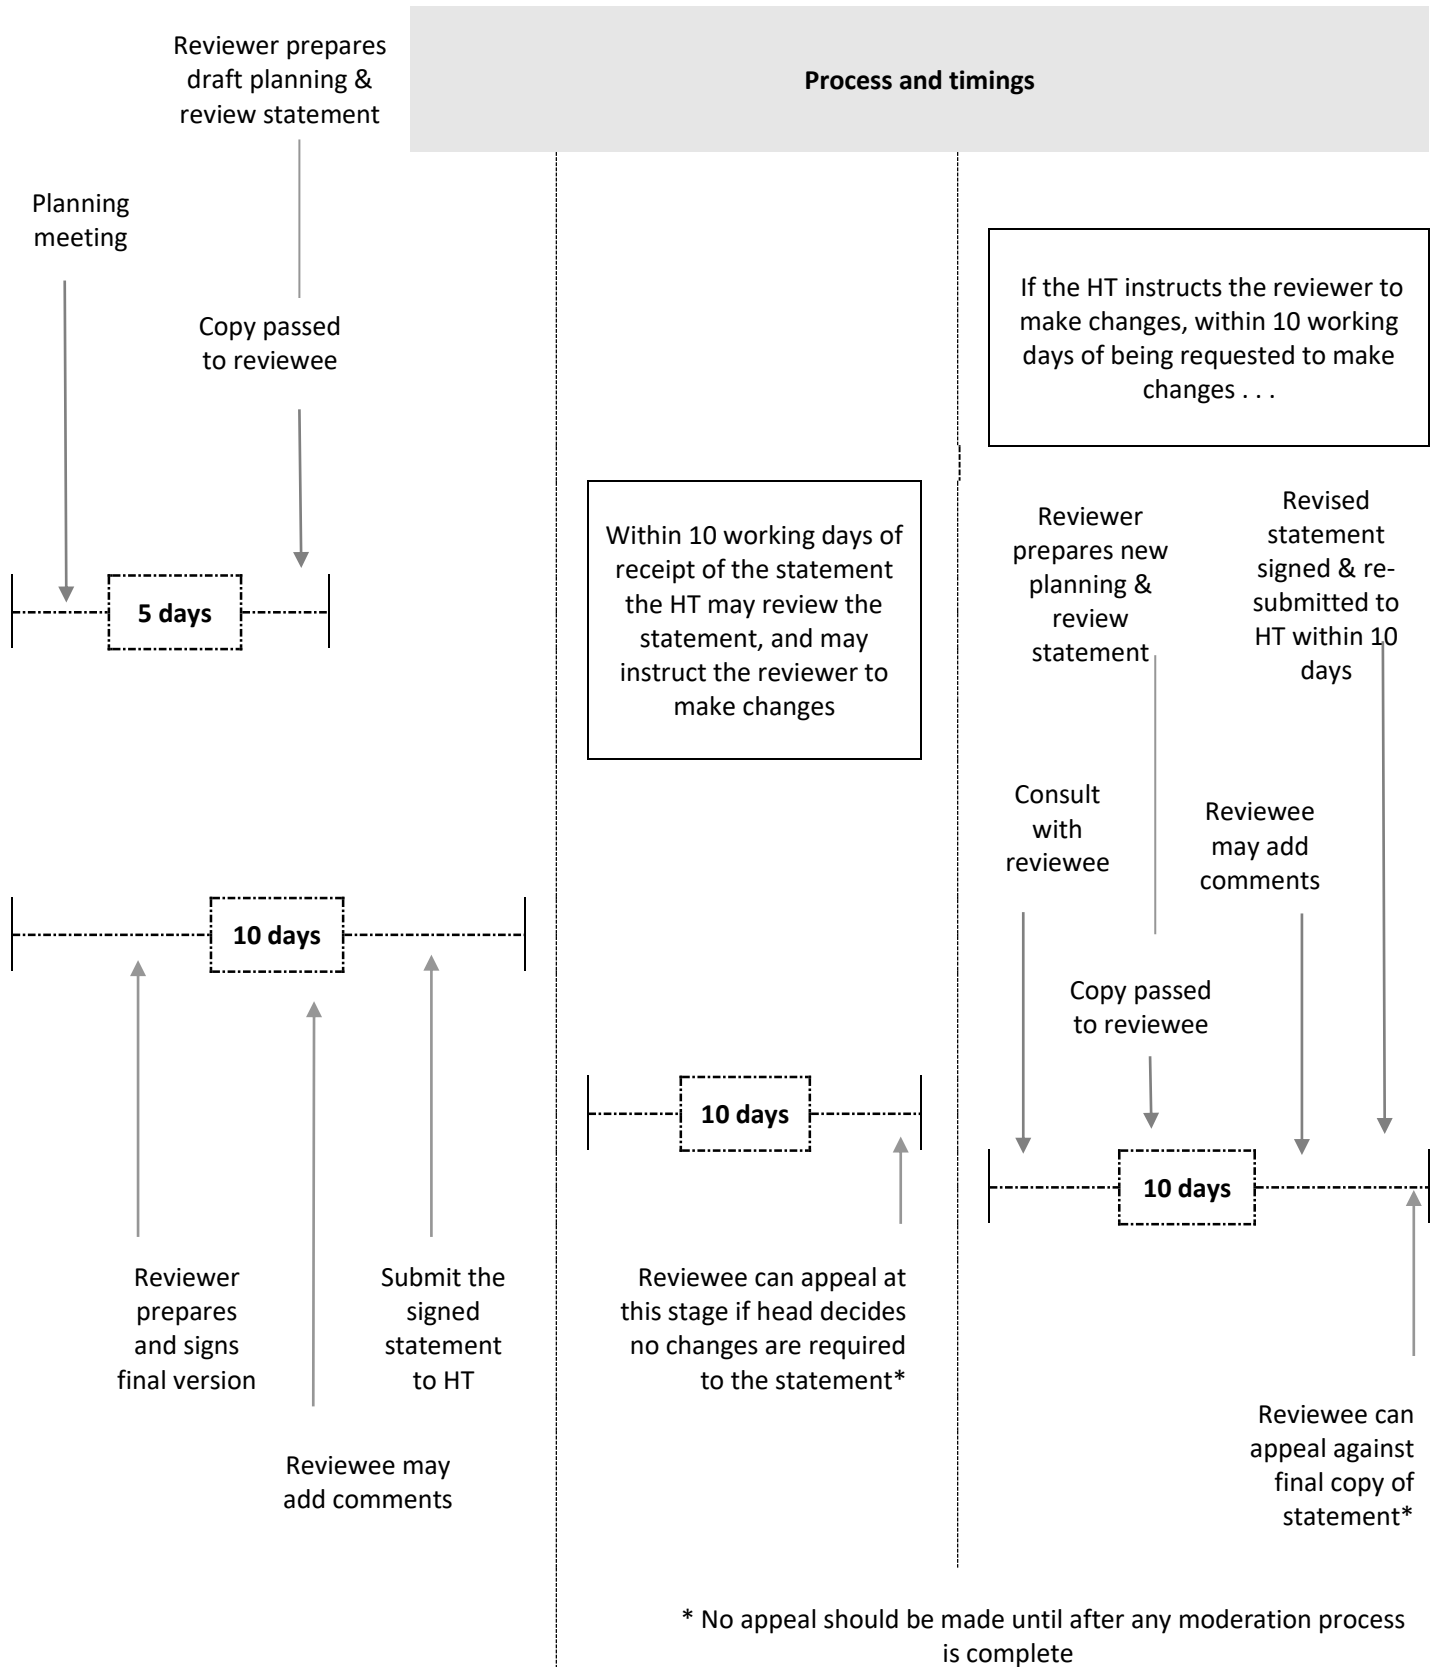 Process and timings
Reviewer prepares
draft planning &
review statement
Planning
meeting
Copy passed
to reviewee
5 days
10 days
Reviewer
prepares
and signs
final version
Submit the
signed
statement
to HT
Reviewee may
add comments
Within 10 working days of
receipt of the statement
the HT may review the
statement, and may
instruct the reviewer to
make changes
10 days
Reviewee can appeal at
this stage if head decides
no changes are required
to the statement*
If the HT instructs the reviewer to
make changes, within 10 working
days of being requested to make
changes . . .
Reviewer
prepares new
planning &
review
statement
Revised
statement
signed & re-
submitted to
HT within 10
days
Consult
with
reviewee
Reviewee
may add
comments
Copy passed
to reviewee
10 days
Reviewee can
appeal against
final copy of
statement*
* No appeal should be made until after any moderation process
is complete